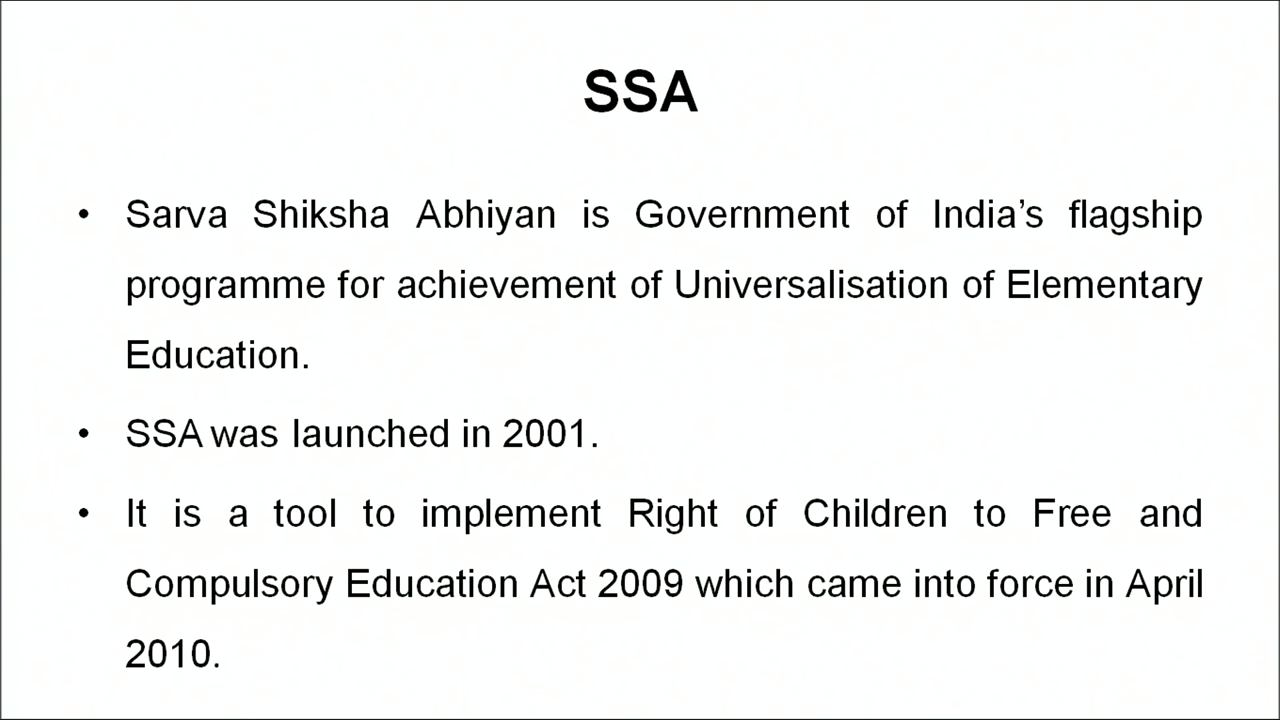 SSA
• Sarva Shiksha Abhiyan is Government of India’s flagship
programme for achievement of Universalisation of Elementary
Education.
• SSA was launched in 2001.
• It is a tool to implement Right of Children to Free and
Compulsory Education Act 2009 which came into force in April
2010.